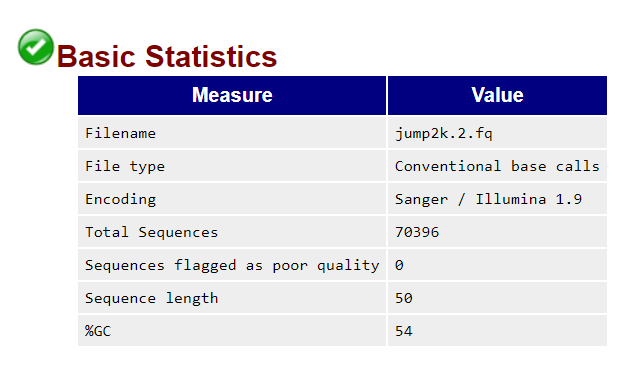 Basic Statistics
Measure Value
Filename jump2k.2.fq
File type Conventional base calls
Encoding Sanger / Illumina 1.9
Total Sequences 70396
Sequences flagged as poor quality 0
Sequence length 50
%GC 54